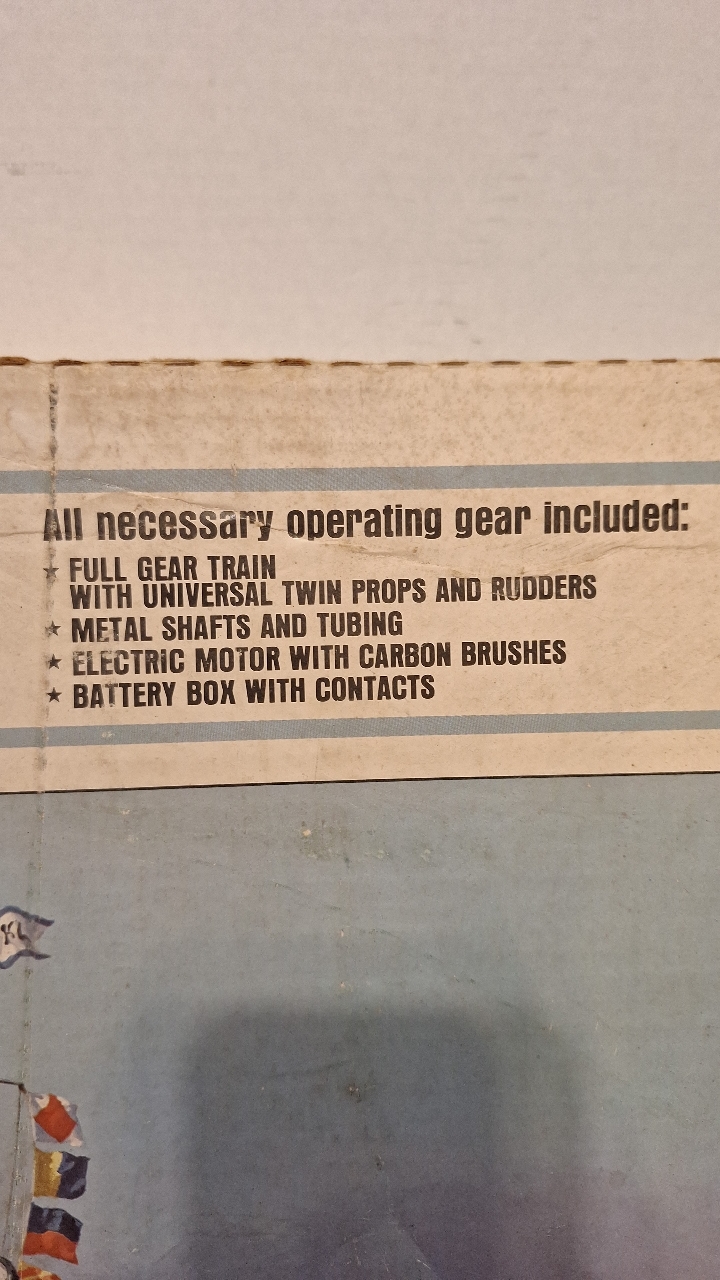 All necessary operating gear included:
★ FULL GEAR TRAIN
WITH UNIVERSAL TWIN PROPS AND RUDDERS
★ METAL SHAFTS AND TUBING
★ ELECTRIC MOTOR WITH CARBON BRUSHES
★ BATTERY BOX WITH CONTACTS